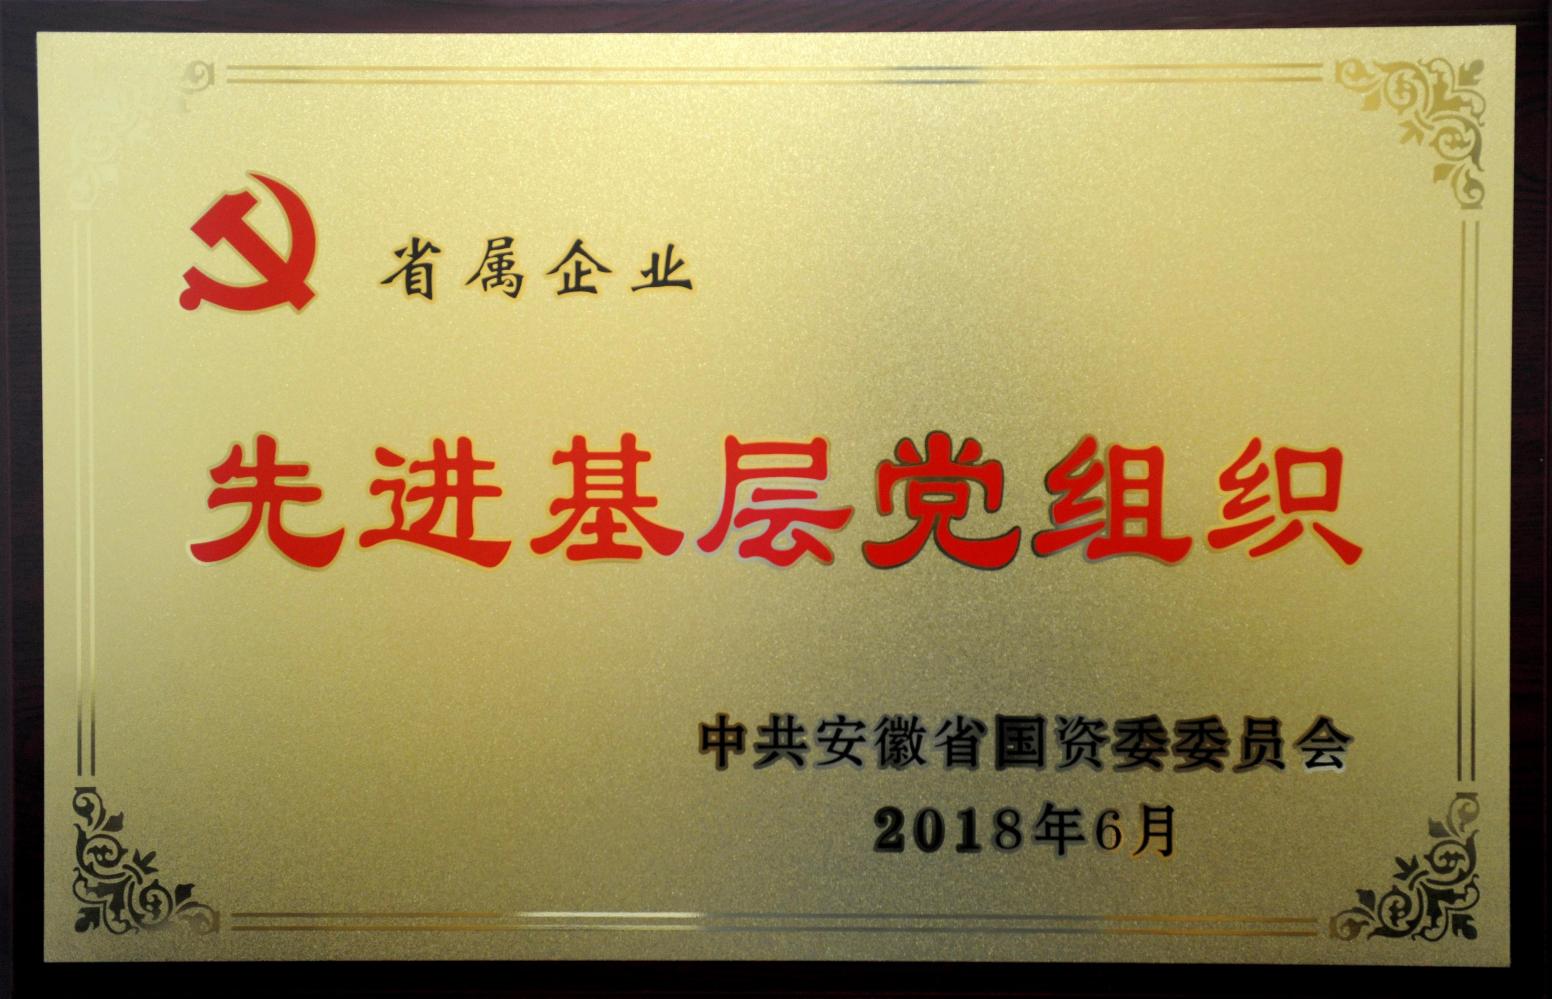 省属企业
先进基层党组织
中共安徽省国资委委员会
2018年6月